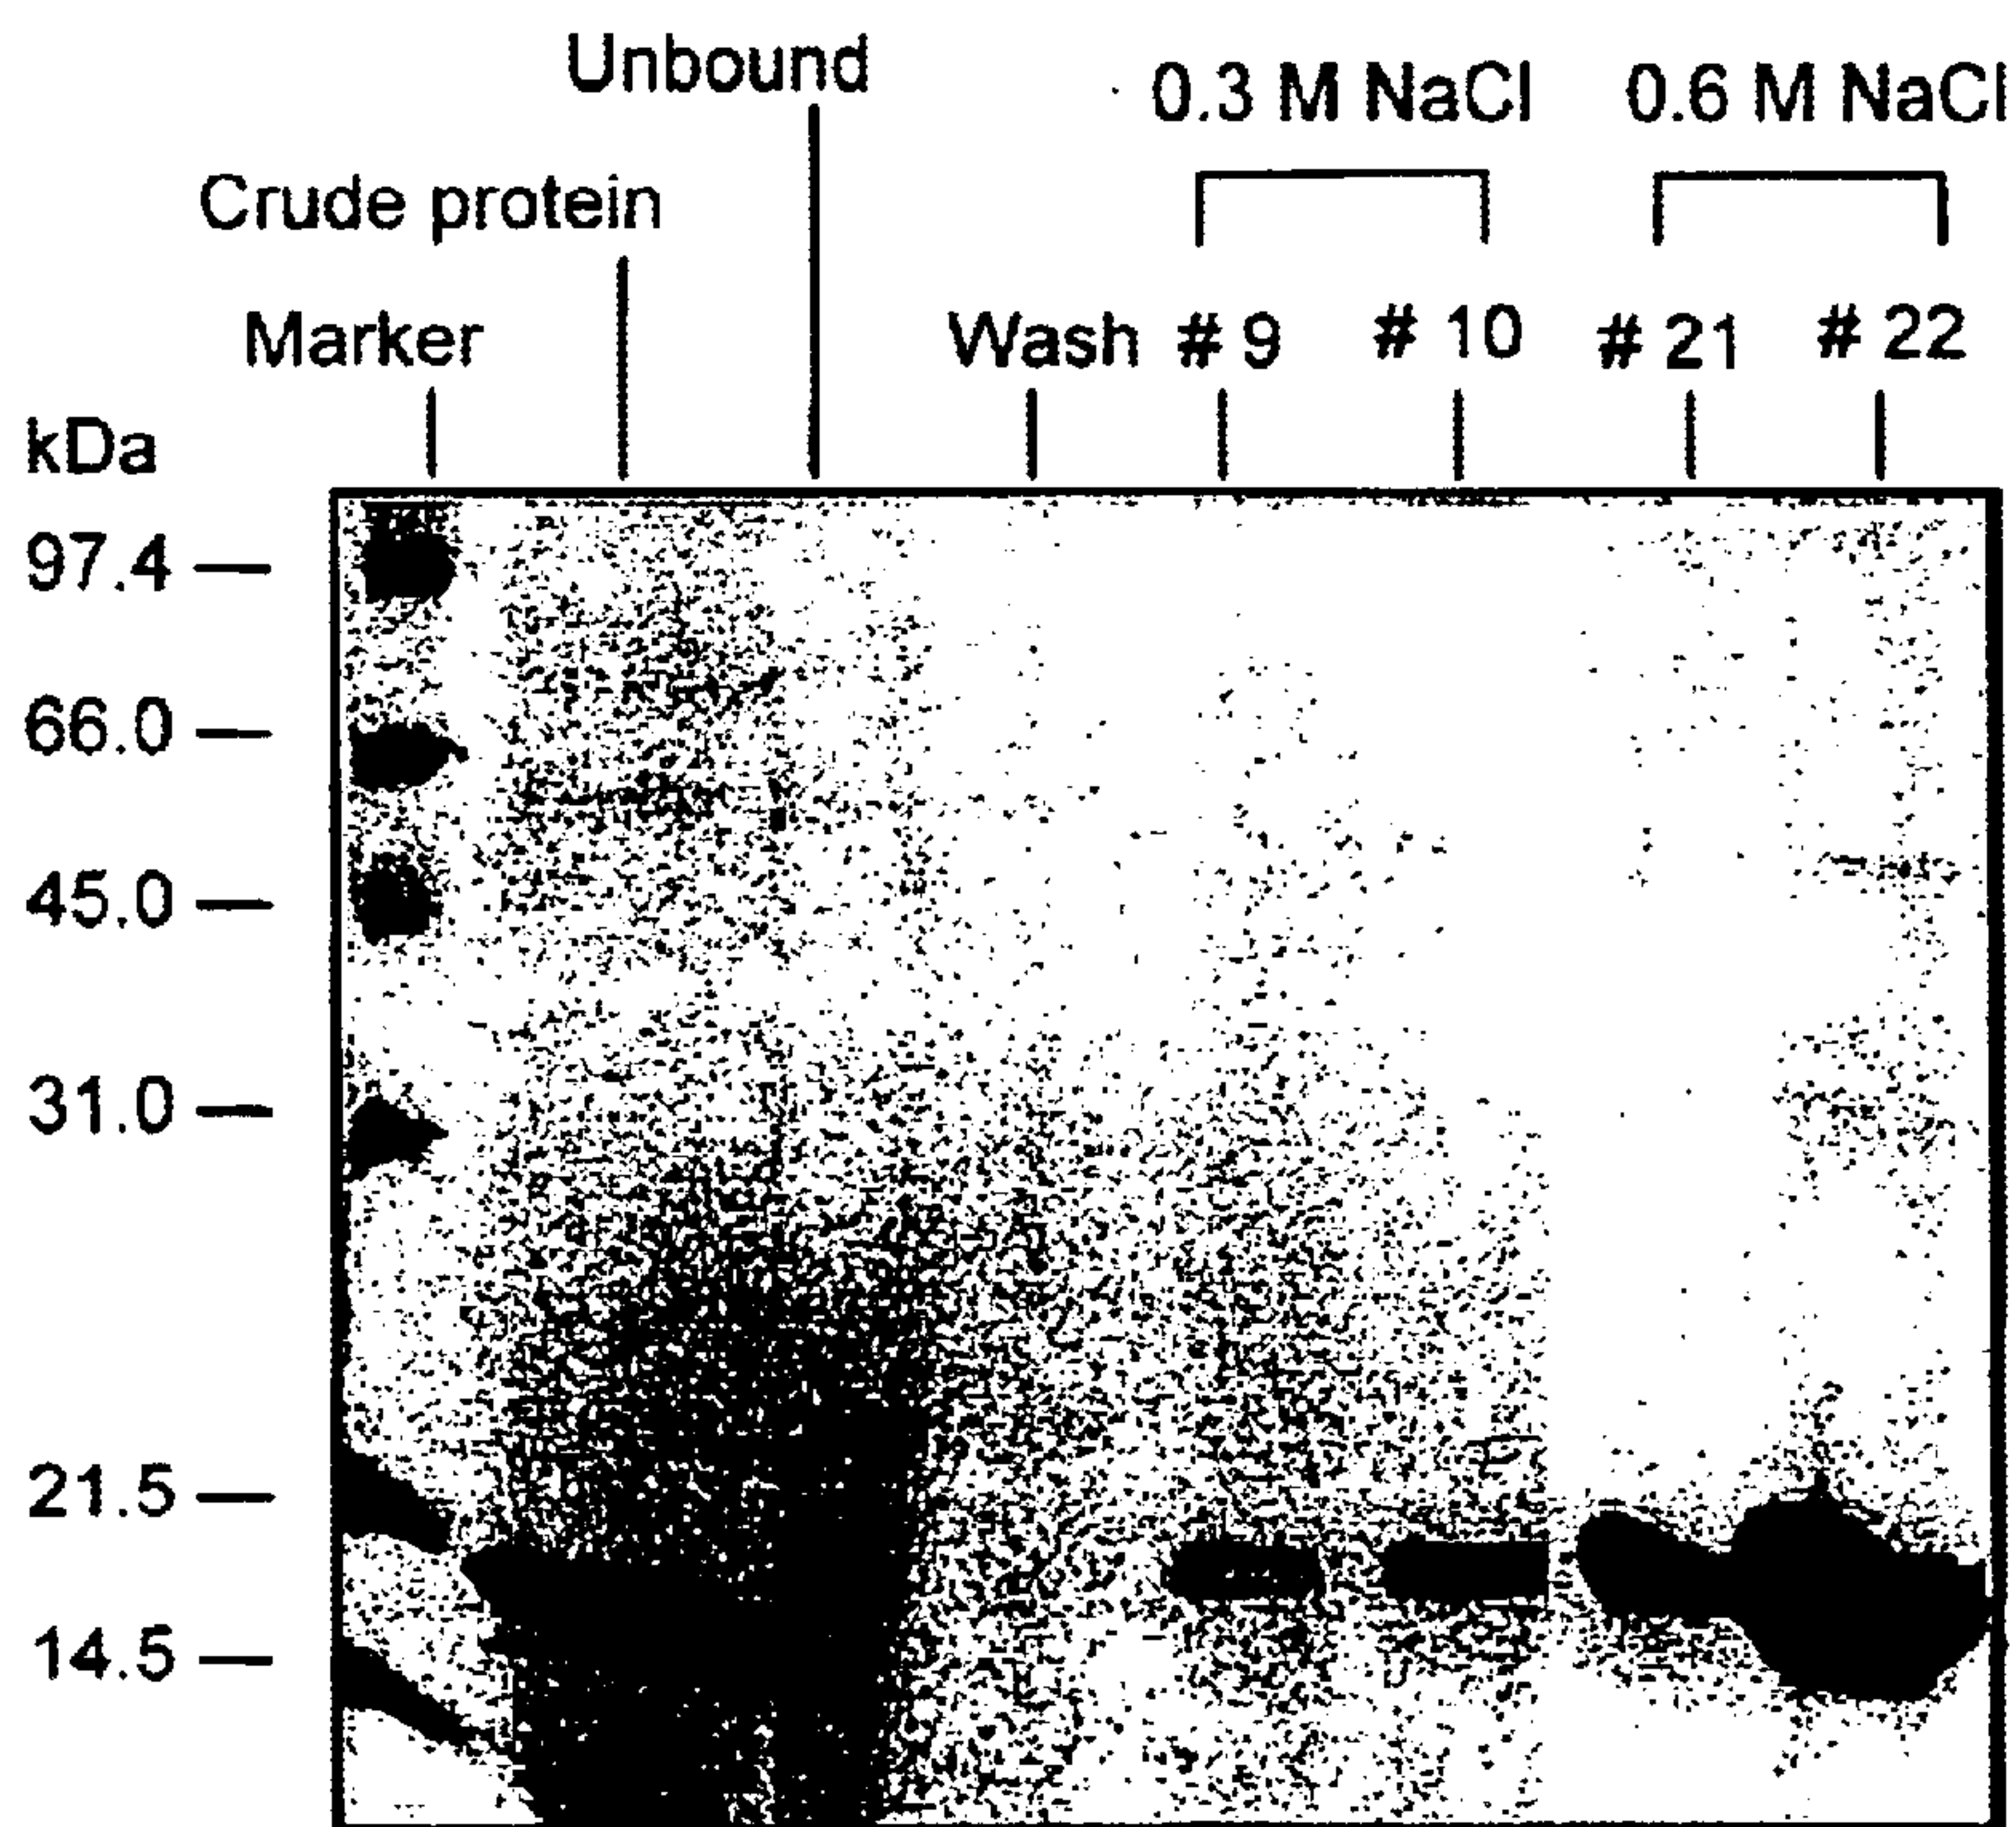 Unbound
0.3 M NaCl 0.6 M NaCl
Crude protein
Marker Wash # 9 # 10 # 21 # 22
kDa
97.4
66.0
45.0
31.0
21.5
14.5